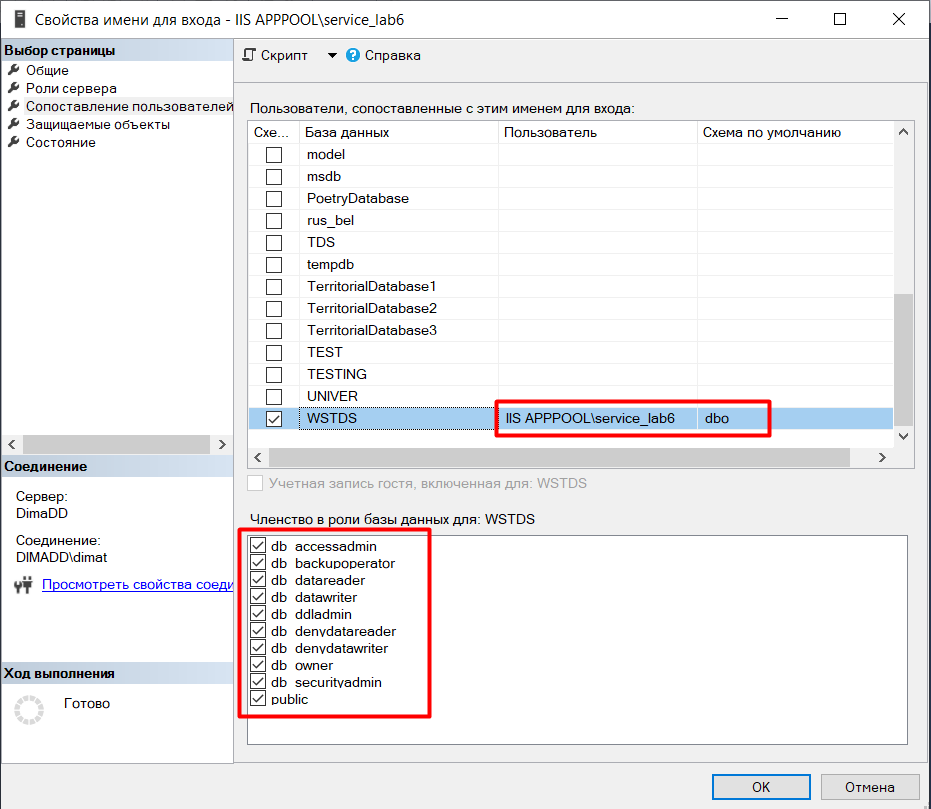 Свойства имени для входа - IIS APPPOOL\service_lab6
Выбор страницы
Общие
Роли сервера
Сопоставление пользователей
Защищаемые объекты
Состояние
Соединение
Сервер:
DimaDD
Соединение:
DIMADD\dimat
Просмотреть свойства соеди
Ход выполнения
Готово
Скрипт
Справка
Пользователи, сопоставленные с этим именем для входа:
Схе... База данных Пользователь Схема по умолчанию
model
msdb
PoetryDatabase
rus_bel
TDS
tempdb
TerritorialDatabase1
TerritorialDatabase2
TerritorialDatabase3
TEST
TESTING
UNIVER
WSTDS IIS APPPOOL\service_lab6 dbo
Учетная запись гостя, включенная для: WSTDS
Членство в роли базы данных для: WSTDS
db_accessadmin
db_backupoperator
db_datareader
db_datawriter
db_ddladmin
db_denydatareader
db_denydatawriter
db_owner
db_securityadmin
public
OK Отмена